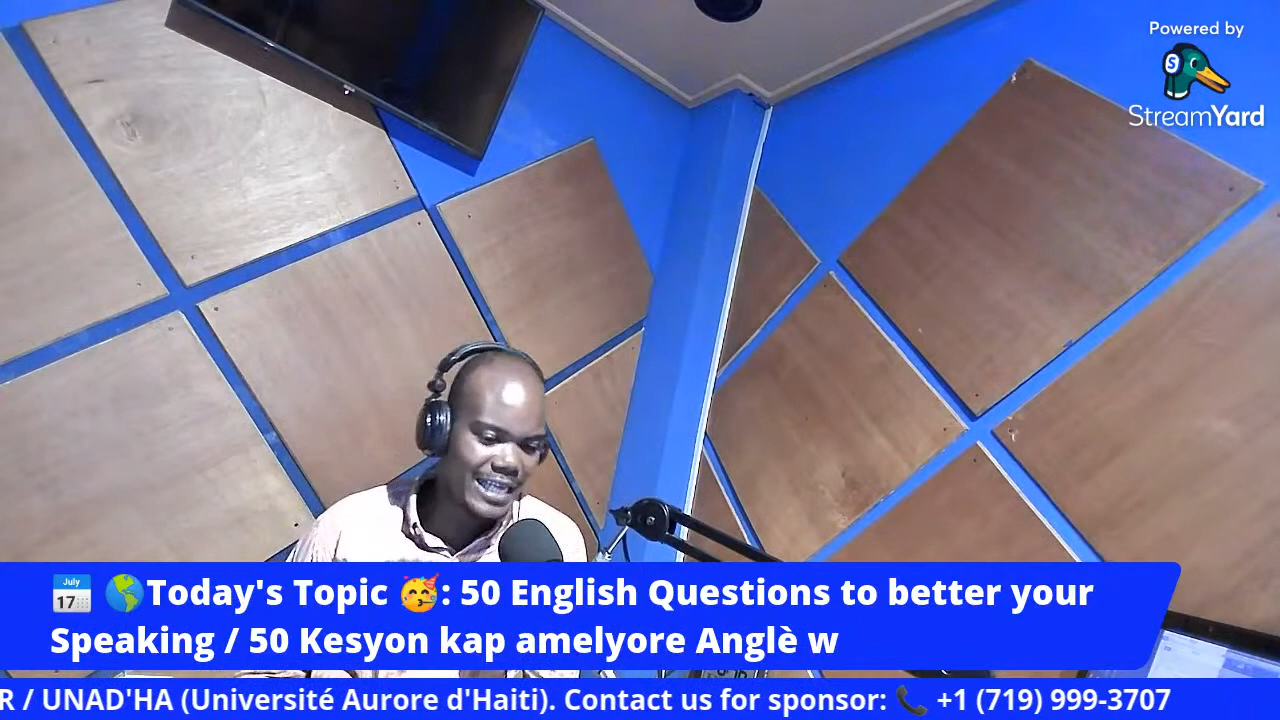 Powered by
StreamYard
July
17
Today's Topic 🥳: 50 English Questions to better your
Speaking / 50 Kesyon kap amelyore Anglè w
R / UNAD'HA (Université Aurore d'Haiti). Contact us for sponsor: 📞 +1 (719) 999-3707